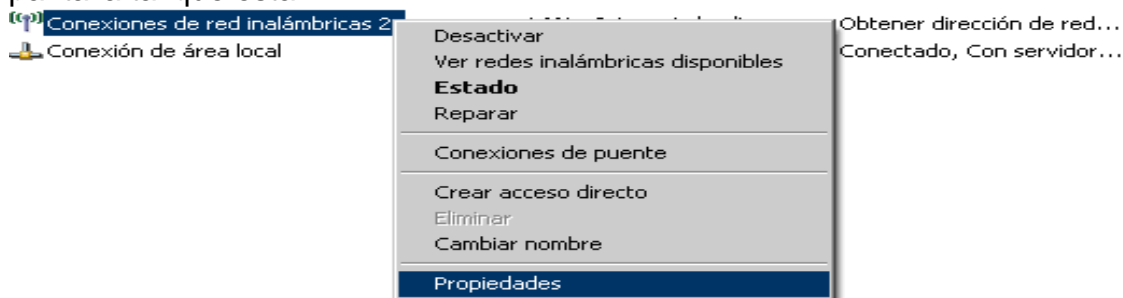 Conexiones de red inalámbricas 2 Obtener dirección de red...
Conexión de área local Conectado, Con servidor...
Desactivar
Ver redes inalámbricas disponibles
Estado
Reparar
Conexiones de puente
Crear acceso directo
Eliminar
Cambiar nombre
Propiedades